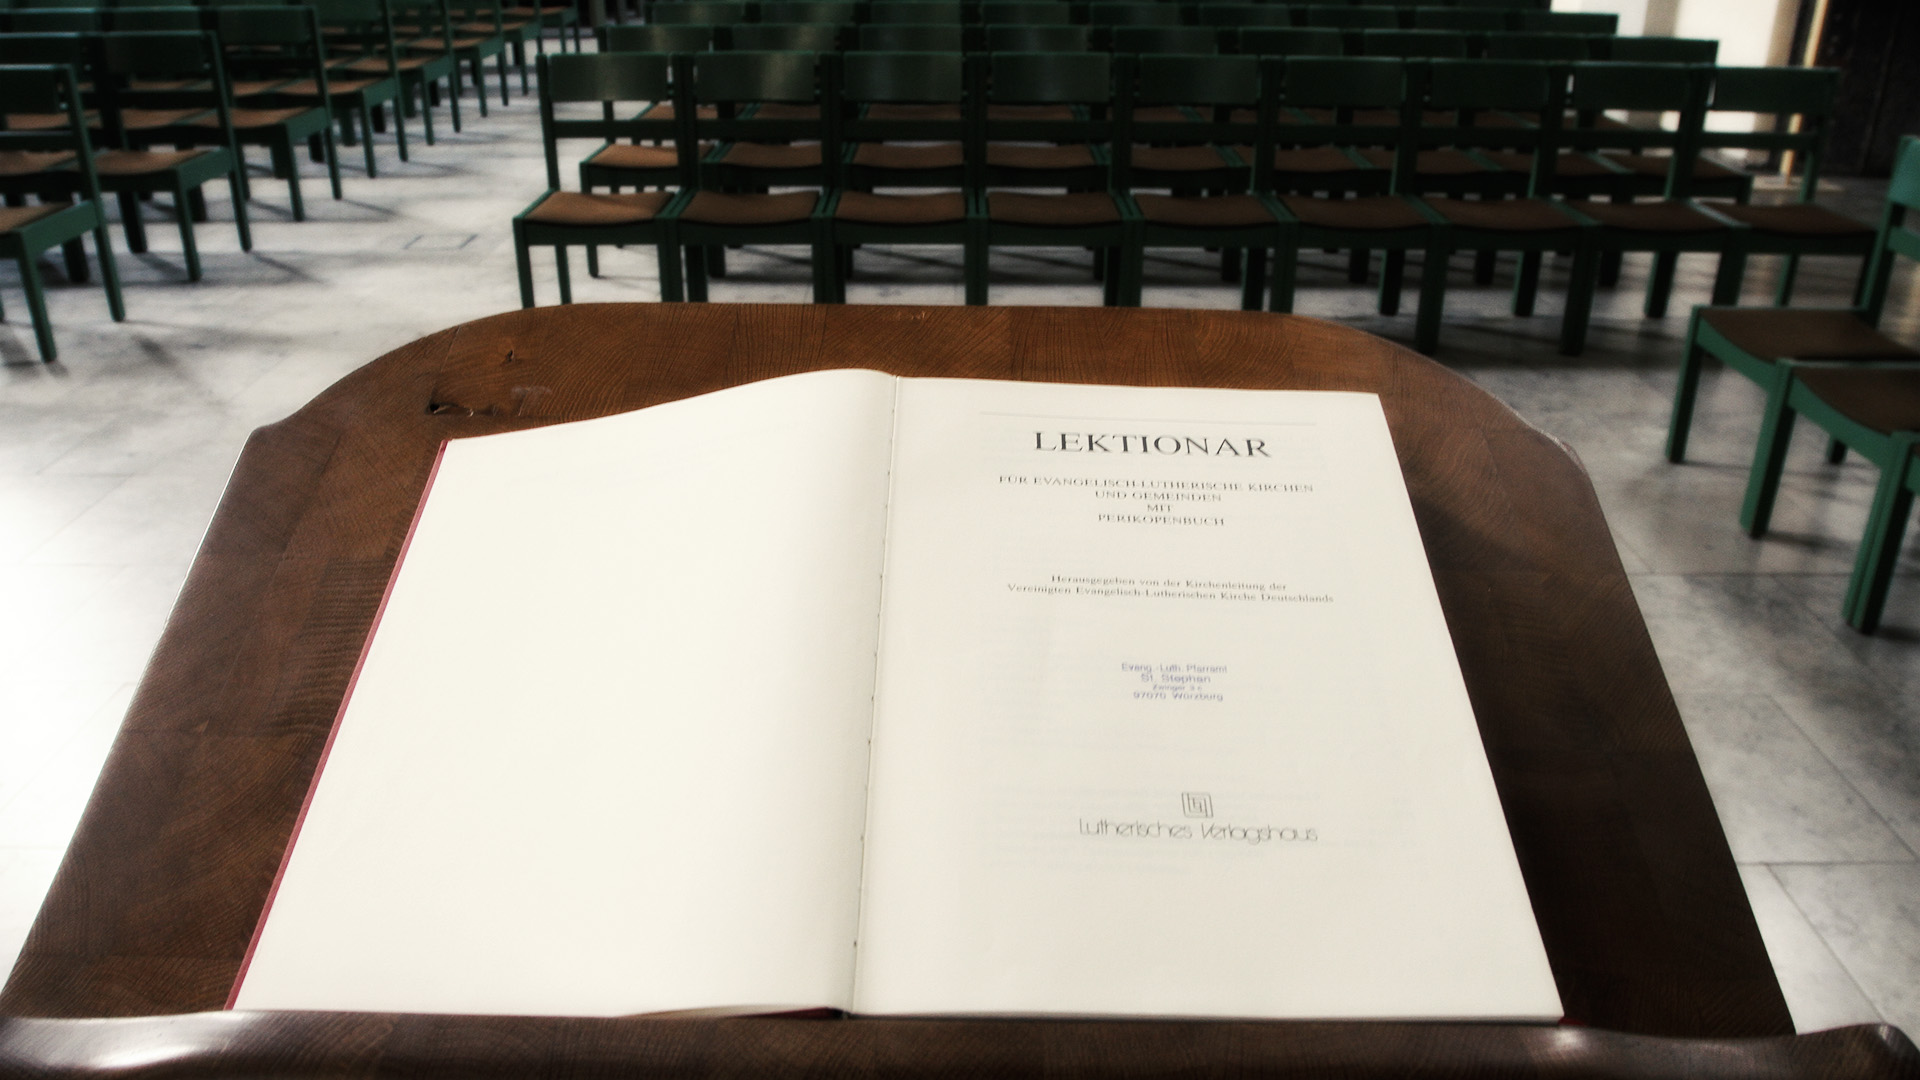 LEKTIONAR
FÜR EVANGELISCH-LUTHERISCHE KIRCHEN
UND GEMEINDEN
MIT
PERIKOPENBUCH
Herausgegeben von der Kirchenleitung der
Vereinigten Evangelisch-Lutherischen Kirche Deutschlands
Evang.-Luth. Pfarramt
St. Stephan
Zwinger 3 c
97070 Würzburg
Lutherisches Verlagshaus